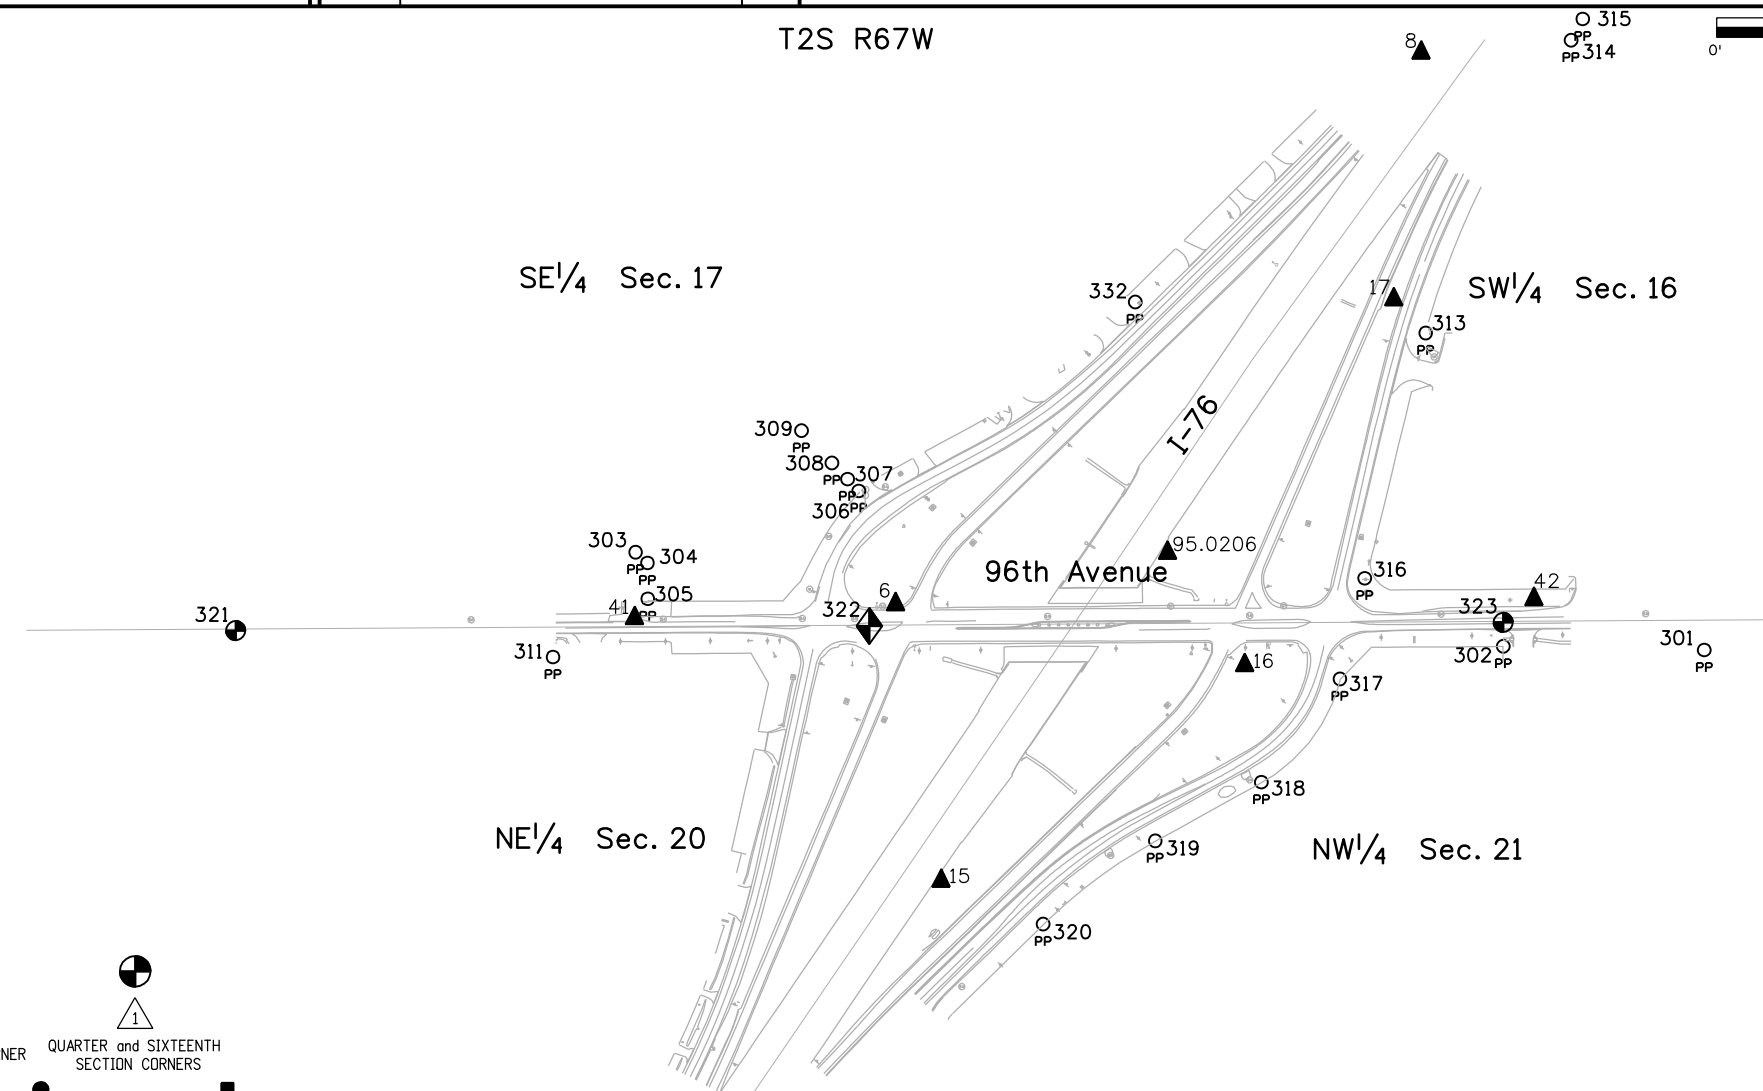 T2S R67W
315
PP
314
PP
0'
8
SE1/4 Sec. 17
332
PP
17
SW1/4 Sec. 16
313
PP
I-76
309
PP
308
PP
307
PP
306
PP
303
PP
304
PP
305
PP
95.0206
96th Avenue
316
PP
42
6
41
322
321
323
311
PP
16
302
PP
301
PP
317
PP
318
PP
NE1/4 Sec. 20
319
PP
NW1/4 Sec. 21
15
320
PP
1
NER
QUARTER and SIXTEENTH
SECTION CORNERS